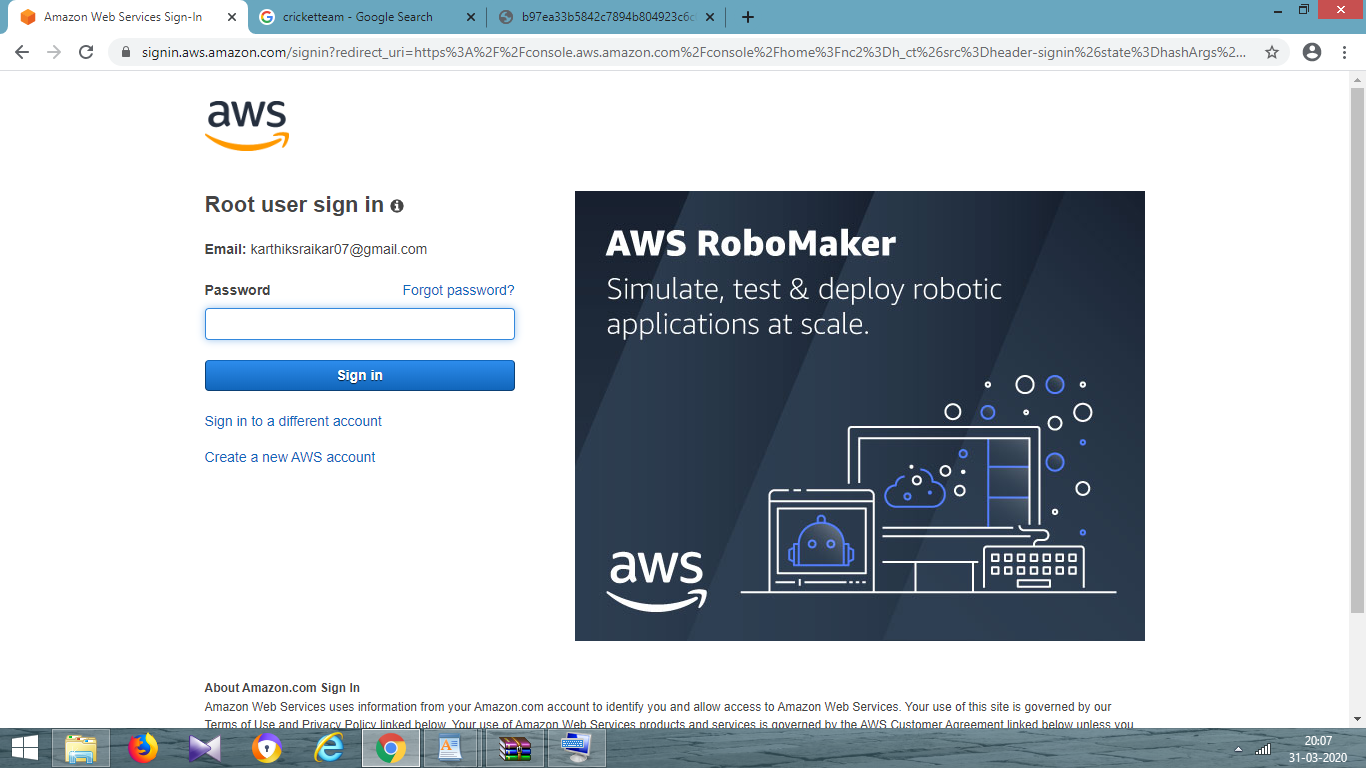 Amazon Web Services Sign-In
cricketteam - Google Search
b97ea33b5842c7894b804923c6c
signin.aws.amazon.com/signin?redirect_uri=https%3A%2F%2Fconsole.aws.amazon.com%2Fconsole%2Fhome%3Fnc2%3Dh_ct%26src%3Dheader-signin%26state%3DhashArgs%2...
aws
Root user sign in
Email: karthiksraikar07@gmail.com
Password Forgot password?
Sign in
Sign in to a different account
Create a new AWS account
AWS RoboMaker
Simulate, test & deploy robotic
applications at scale.
aws
About Amazon.com Sign In
Amazon Web Services uses information from your Amazon.com account to identify you and allow access to Amazon Web Services. Your use of this site is governed by our
Terms of Use and Privacy Policy linked below. Your use of Amazon Web Services products and services is governed by the AWS Customer Agreement linked below unless you
20:07
31-03-2020